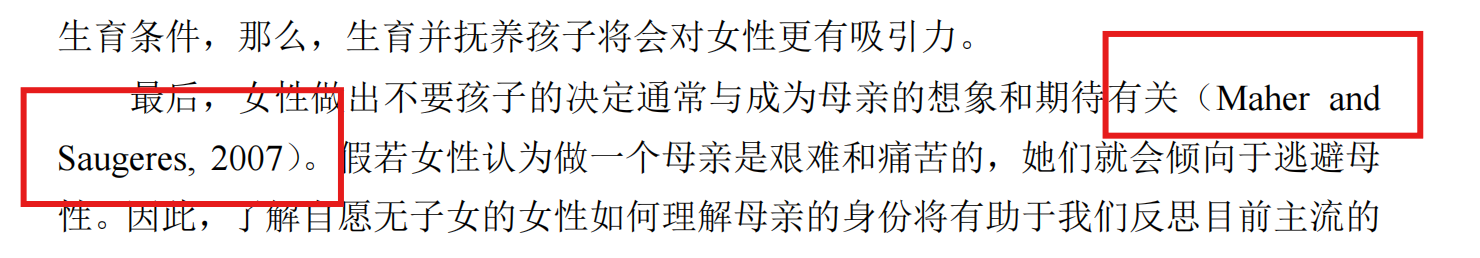 生育条件，那么，生育并抚养孩子将会对女性更有吸引力。
最后，女性做出不要孩子的决定通常与成为母亲的想象和期待有关（Maher and
Saugeres, 2007）。假若女性认为做一个母亲是艰难和痛苦的，她们就会倾向于逃避母
性。因此，了解自愿无子女的女性如何理解母亲的身份将有助于我们反思目前主流的